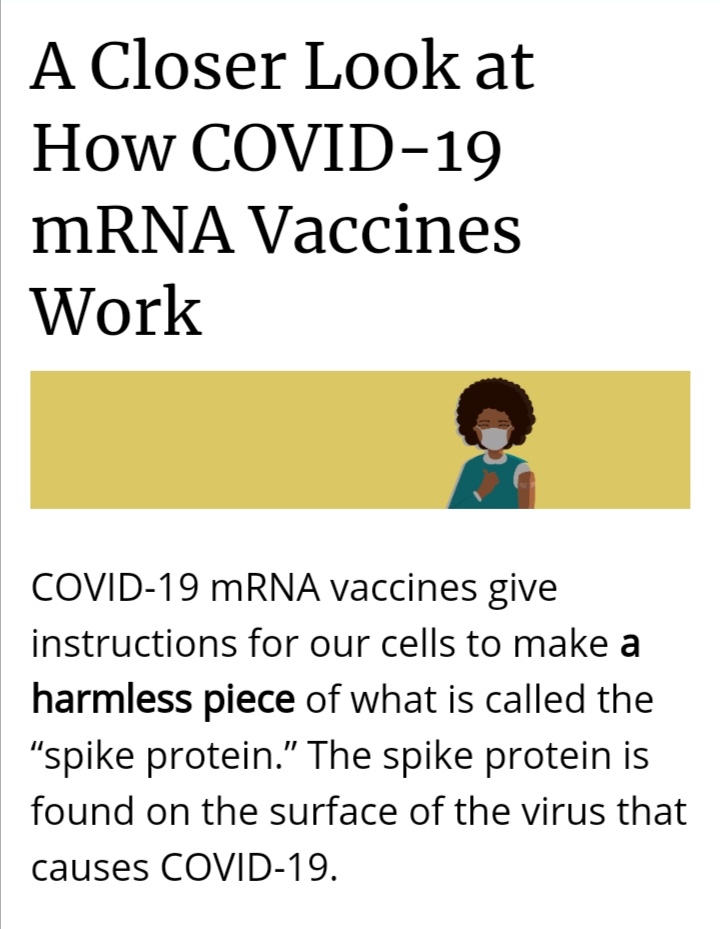 A Closer Look at
How COVID-19
mRNA Vaccines
Work
COVID-19 mRNA vaccines give
instructions for our cells to make a
harmless piece of what is called the
“spike protein.” The spike protein is
found on the surface of the virus that
causes COVID-19.